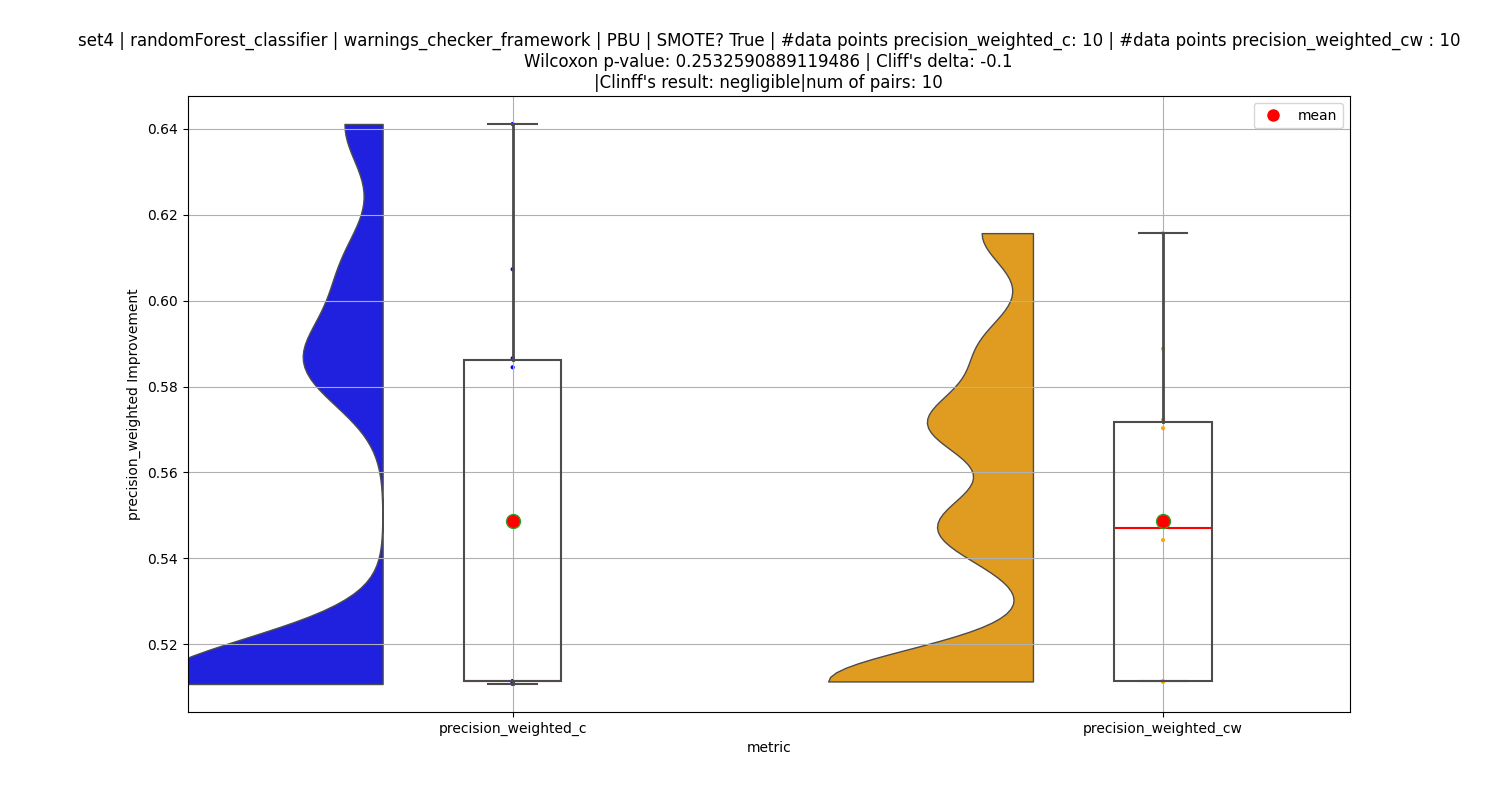 set4 | randomForest_classifier | warnings_checker_framework | PBU | SMOTE? True | #data points precision_weighted_c: 10 | #data points precision_weighted_cw : 10
Wilcoxon p-value: 0.2532590889119486 | Cliff's delta: -0.1
|Clinff's result: negligible|num of pairs: 10
mean
0.64
0.62
0.60
0.58
0.56
0.54
0.52
precision_weighted Improvement
precision_weighted_c
precision_weighted_cw
metric